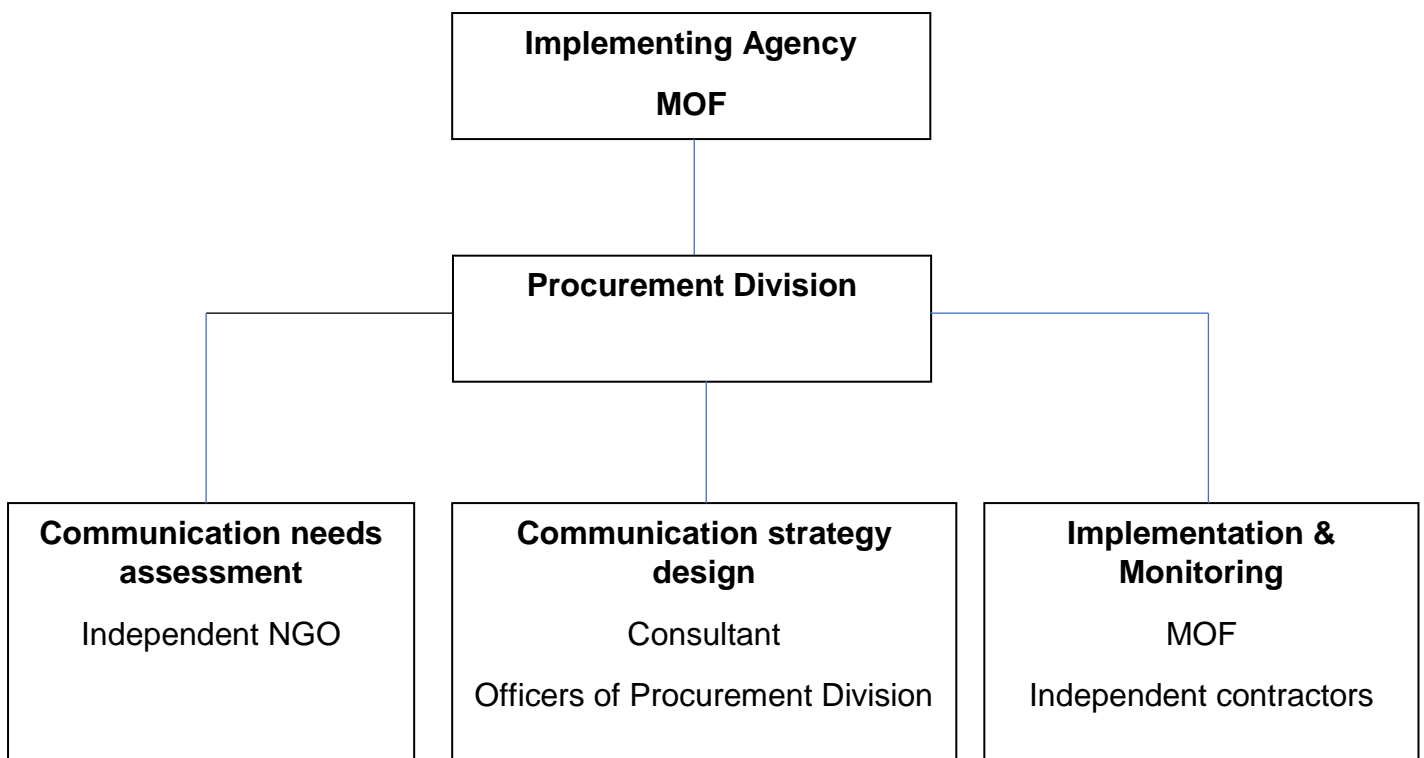 Implementing Agency
MOF
Procurement Division
Communication needs
assessment
Independent NGO
Communication strategy
design
Consultant
Officers of Procurement Division
Implementation &
Monitoring
MOF
Independent contractors